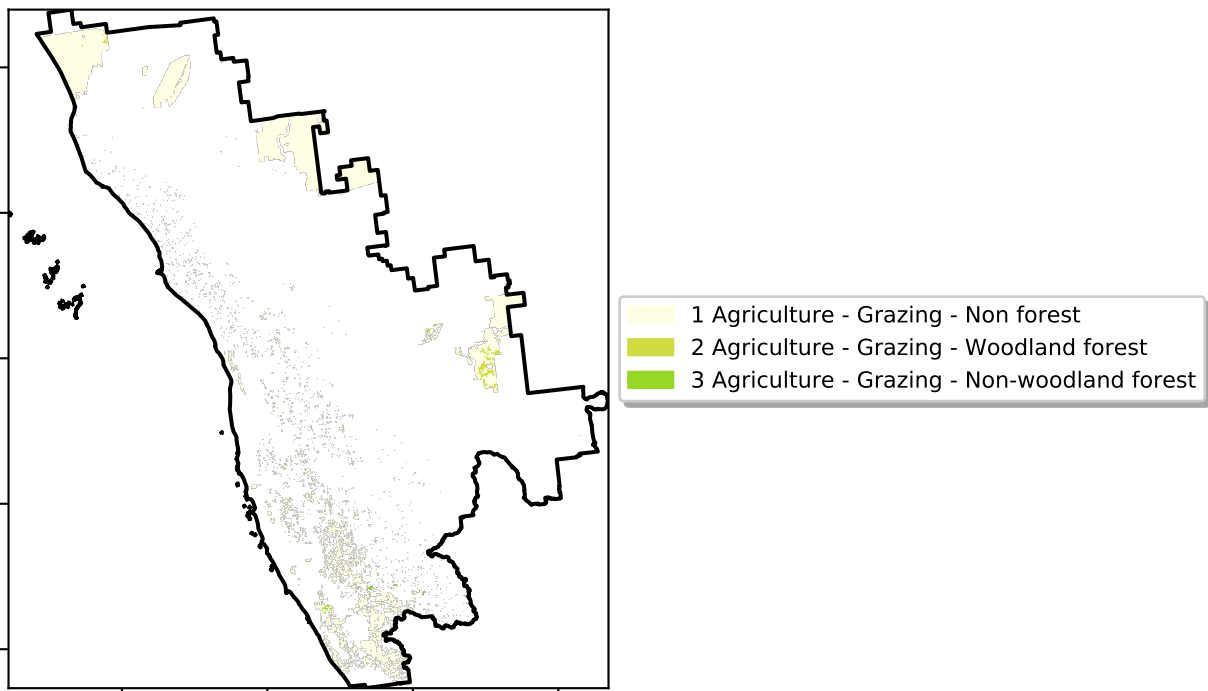 1 Agriculture - Grazing - Non forest
2 Agriculture - Grazing - Woodland forest
3 Agriculture - Grazing - Non-woodland forest